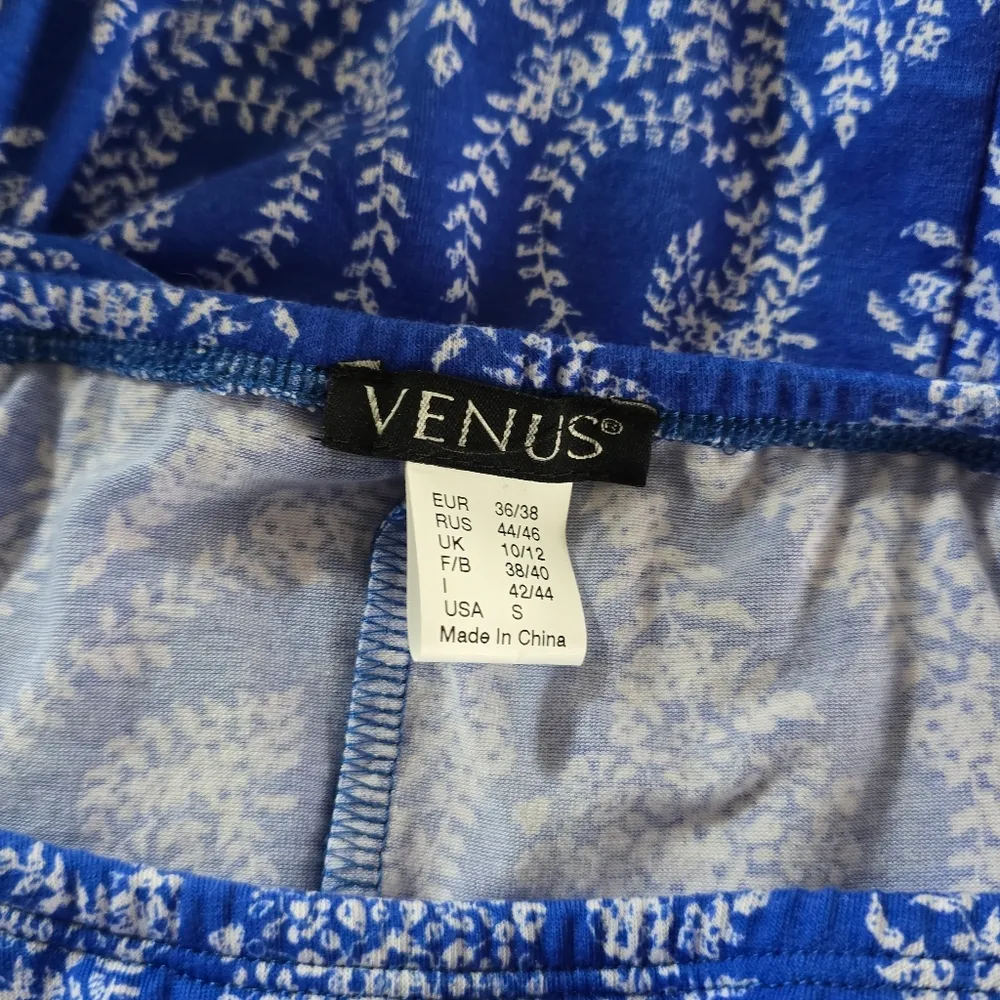 VENUS®
EUR 36/38
RUS 44/46
UK 10/12
F/B 38/40
I 42/44
USA S
Made In China